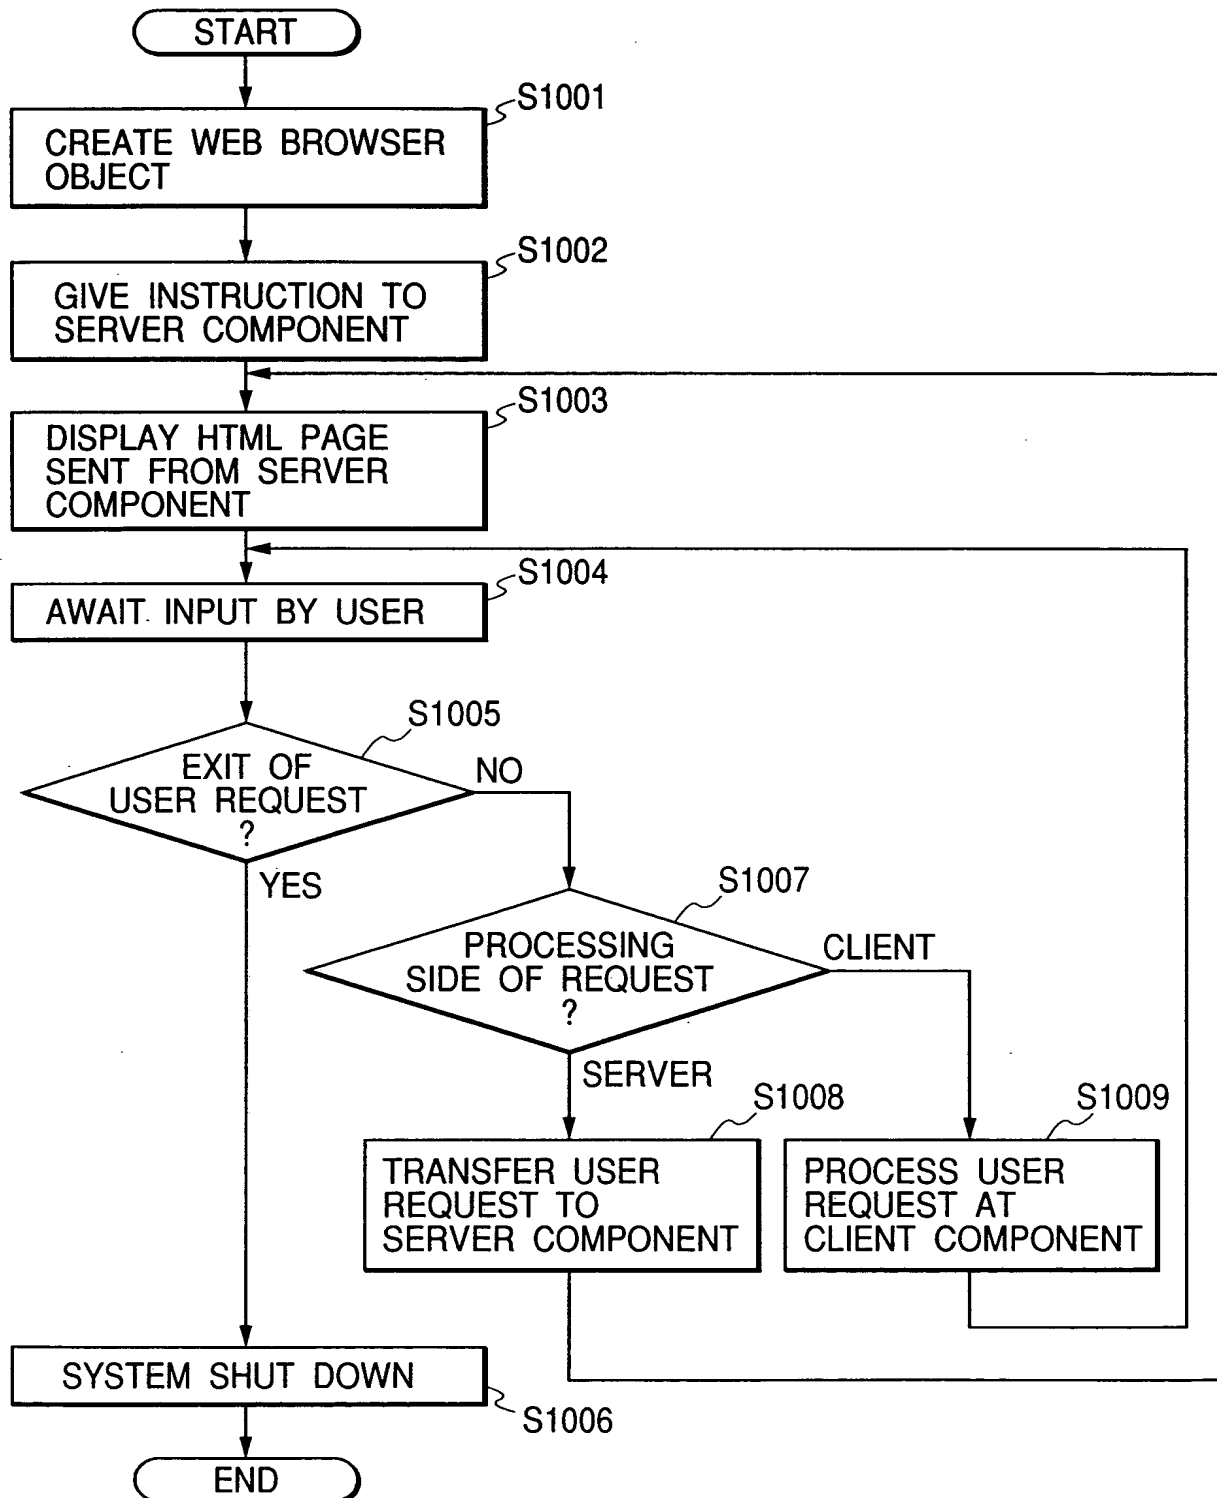 START
S1001
CREATE WEB BROWSER
OBJECT
S1002
GIVE INSTRUCTION TO
SERVER COMPONENT
S1003
DISPLAY HTML PAGE
SENT FROM SERVER
COMPONENT
S1004
AWAIT INPUT BY USER
S1005
EXIT OF
USER REQUEST
?
NO
YES
S1007
PROCESSING
SIDE OF REQUEST
?
CLIENT
SERVER
S1008
TRANSFER USER
REQUEST TO
SERVER COMPONENT
S1009
PROCESS USER
REQUEST AT
CLIENT COMPONENT
SYSTEM SHUT DOWN
S1006
END